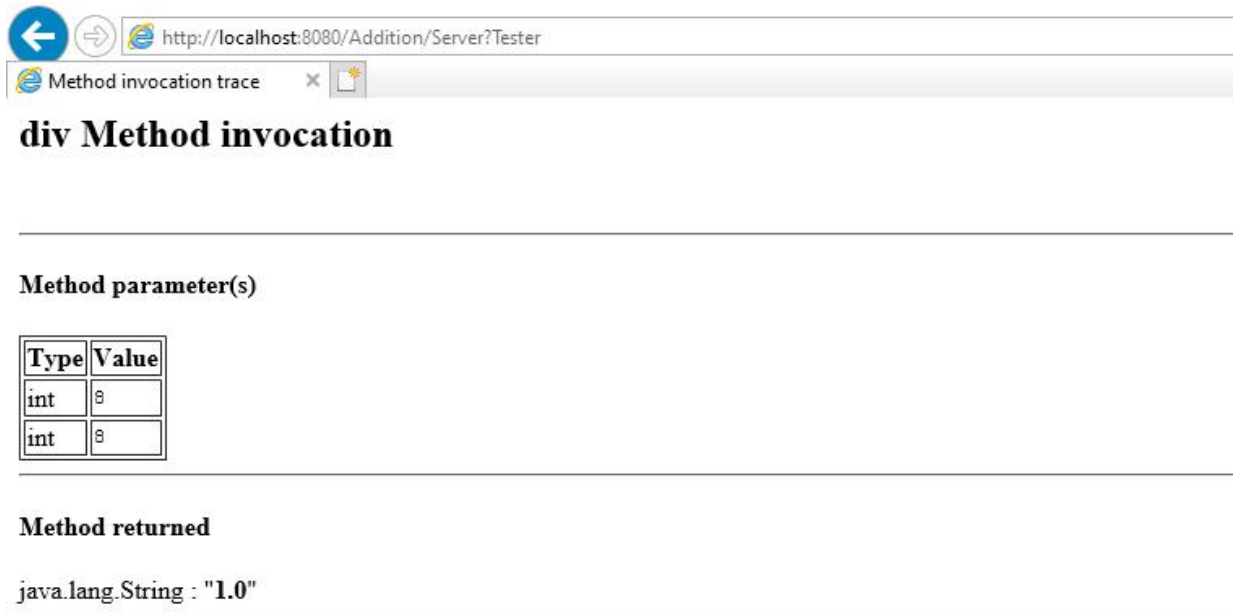 http://localhost:8080/Addition/Server?Tester
Method invocation trace
div Method invocation
Method parameter(s)
Type Value
int 8
int 8
Method returned
java.lang.String : "1.0"